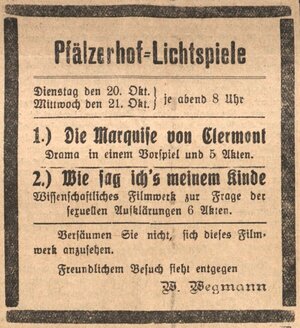 Pfälzerhof=Lichtspiele
Dienstag den 20. Okt.
Mittwoch den 21. Okt. } je abend 8 Uhr
1.) Die Marquise von Clermont
Drama in einem Vorspiel und 5 Akten.
2.) Wie sag ich's meinem Kinde
Wissenschaftliches Filmwerk zur Frage der
sexuellen Aufklärungen 6 Akten.
Versäumen Sie nicht, sich dieses Film-
werk anzusehen.
Freundlichem Besuch sieht entgegen
W. Wegmann